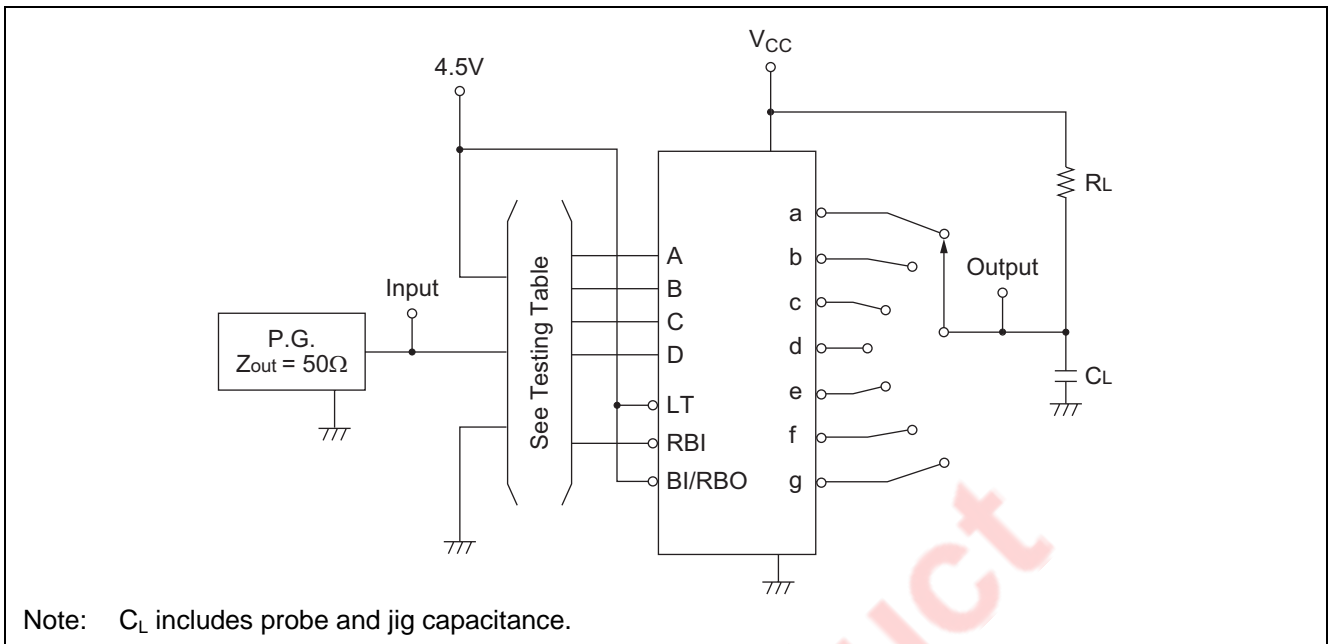 VCC
4.5V
RL
a
b
Output
c
d
e
f
g
CL
Input
P.G.
Zout = 50Ω
See Testing Table
A
B
C
D
LT
RBI
BI/RBO
Note: CL includes probe and jig capacitance.